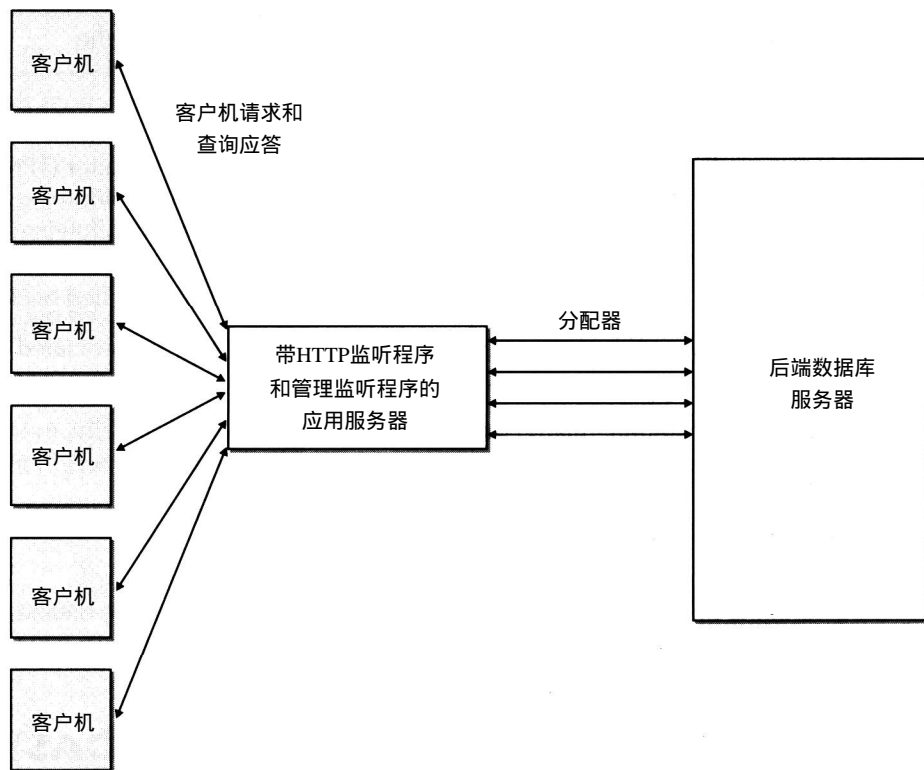 客户机
客户机请求和
查询应答
客户机
客户机
分配器
带HTTP监听程序
和管理监听程序的
应用服务器
后端数据库
服务器
客户机
客户机
客户机